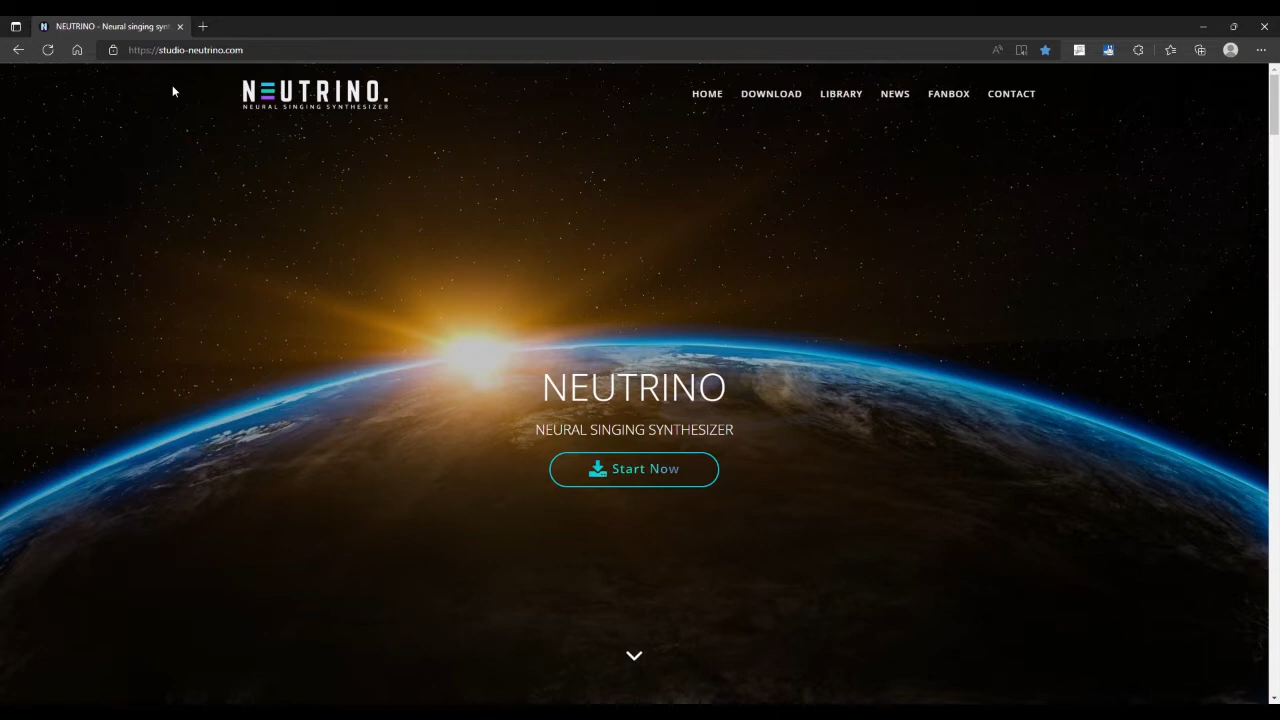 NEUTRINO - Neural singing synt
https://studio-neutrino.com
NEUTRINO.
NEURAL SINGING SYNTHESIZER
HOME DOWNLOAD LIBRARY NEWS FANBOX CONTACT
NEUTRINO
NEURAL SINGING SYNTHESIZER
Start Now